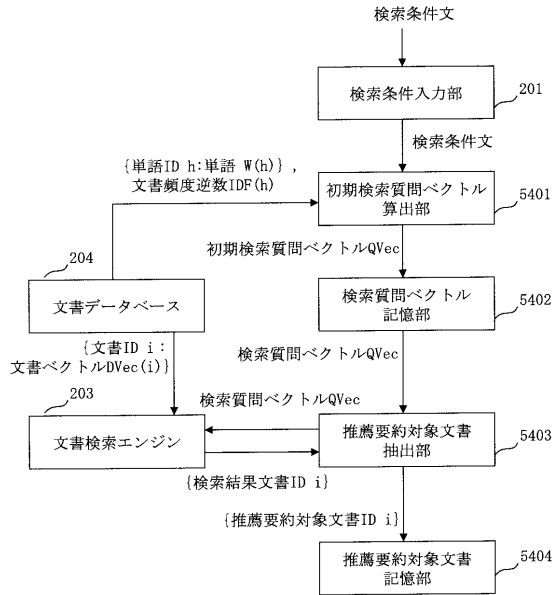 検索条件文
検索条件入力部
201
検索条件文
{単語ID h:単語 W(h)},
文書頻度逆数IDF(h)
初期検索質問ベクトル
算出部
5401
初期検索質問ベクトルQVec
204
文書データベース
検索質問ベクトル
記憶部
5402
{文書ID i:
文書ベクトルDVec(i)}
検索質問ベクトルQVec
203
検索質問ベクトルQVec
文書検索エンジン
推薦要約対象文書
抽出部
5403
{検索結果文書ID i}
{推薦要約対象文書ID i}
推薦要約対象文書
記憶部
5404